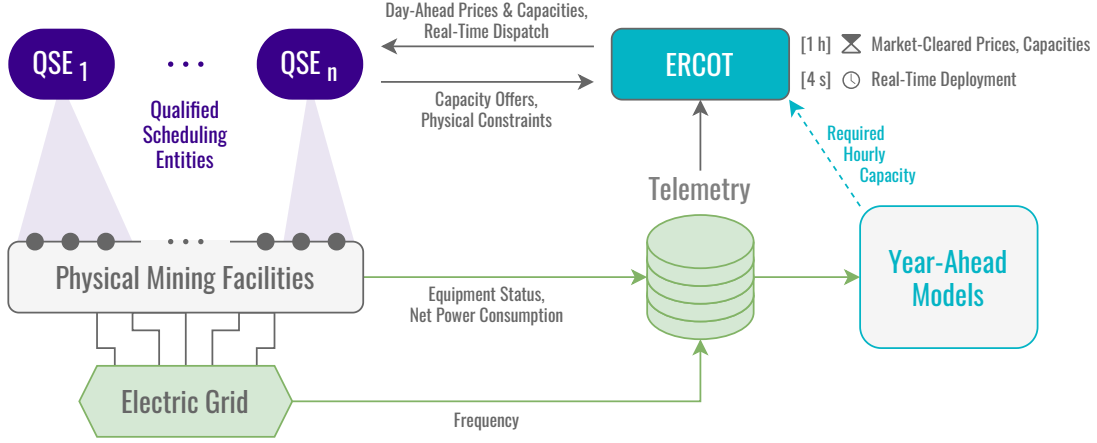 QSE 1
• • •
QSE n
Qualified
Scheduling
Entities
Day-Ahead Prices & Capacities,
Real-Time Dispatch
Capacity Offers,
Physical Constraints
ERCOT
[1 h] Market-Cleared Prices, Capacities
[4 s] Real-Time Deployment
Required
Hourly
Capacity
Telemetry
• • •
Physical Mining Facilities
Equipment Status,
Net Power Consumption
Year-Ahead
Models
Electric Grid
Frequency